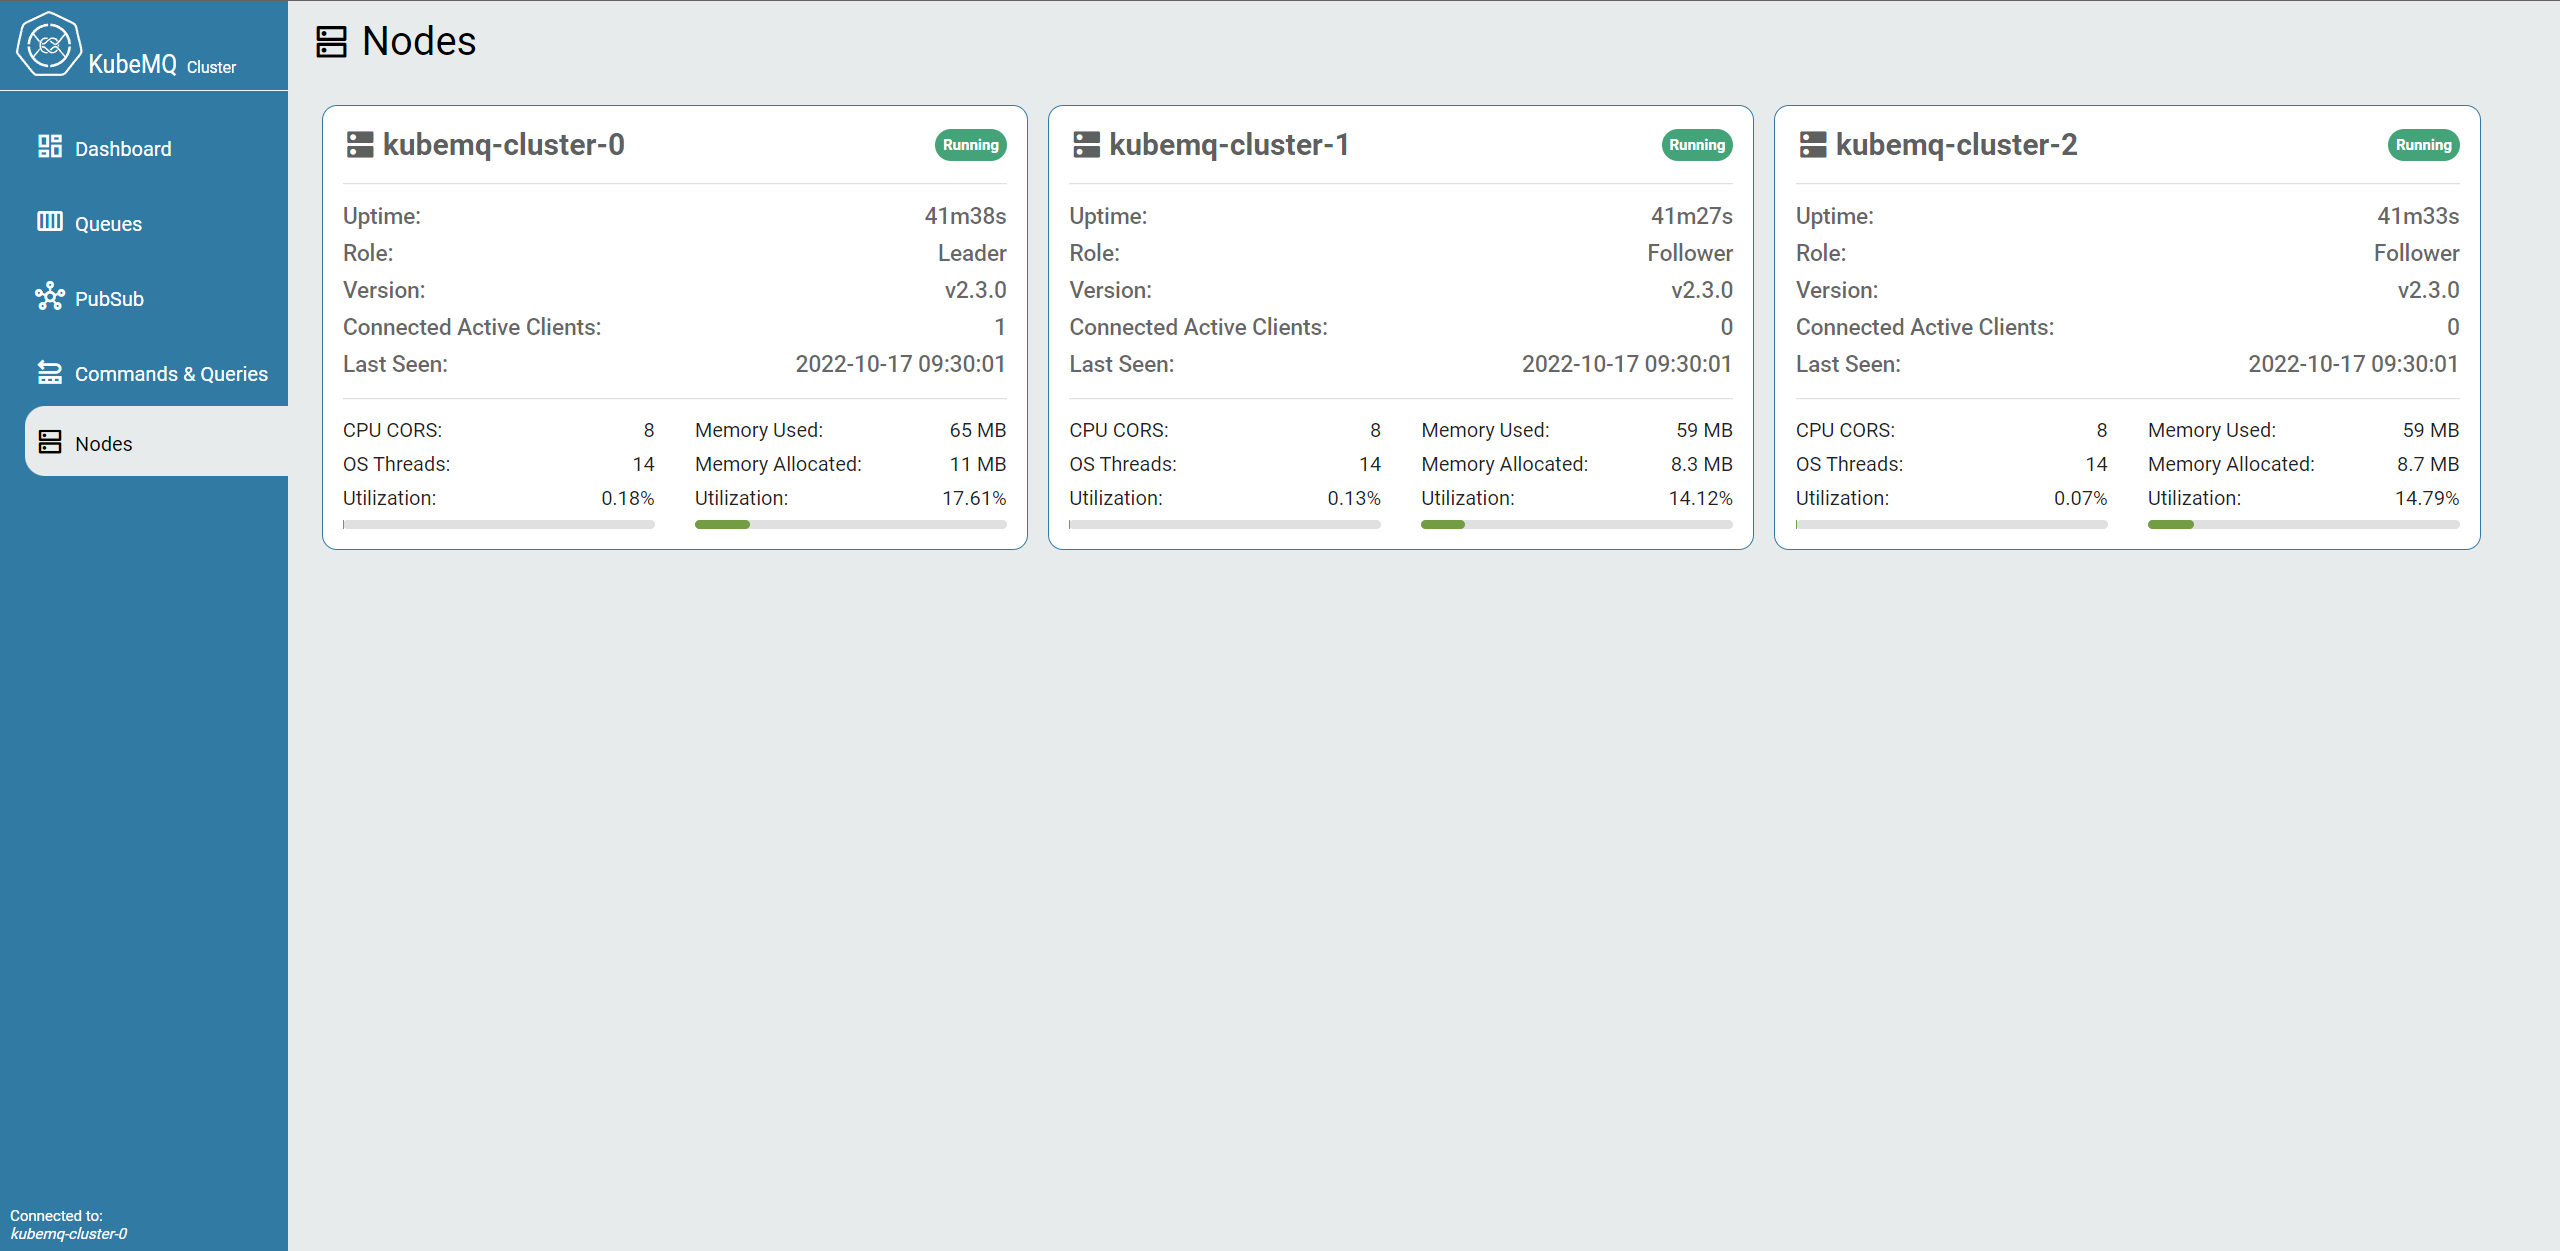 KubeMQ Cluster
Dashboard
Queues
PubSub
Commands & Queries
Nodes
Connected to:
kubemq-cluster-0
Nodes
kubemq-cluster-0 Running
Uptime: 41m38s
Role: Leader
Version: v2.3.0
Connected Active Clients: 1
Last Seen: 2022-10-17 09:30:01
CPU CORS: 8 Memory Used: 65 MB
OS Threads: 14 Memory Allocated: 11 MB
Utilization: 0.18% Utilization: 17.61%
kubemq-cluster-1 Running
Uptime: 41m27s
Role: Follower
Version: v2.3.0
Connected Active Clients: 0
Last Seen: 2022-10-17 09:30:01
CPU CORS: 8 Memory Used: 59 MB
OS Threads: 14 Memory Allocated: 8.3 MB
Utilization: 0.13% Utilization: 14.12%
kubemq-cluster-2 Running
Uptime: 41m33s
Role: Follower
Version: v2.3.0
Connected Active Clients: 0
Last Seen: 2022-10-17 09:30:01
CPU CORS: 8 Memory Used: 59 MB
OS Threads: 14 Memory Allocated: 8.7 MB
Utilization: 0.07% Utilization: 14.79%